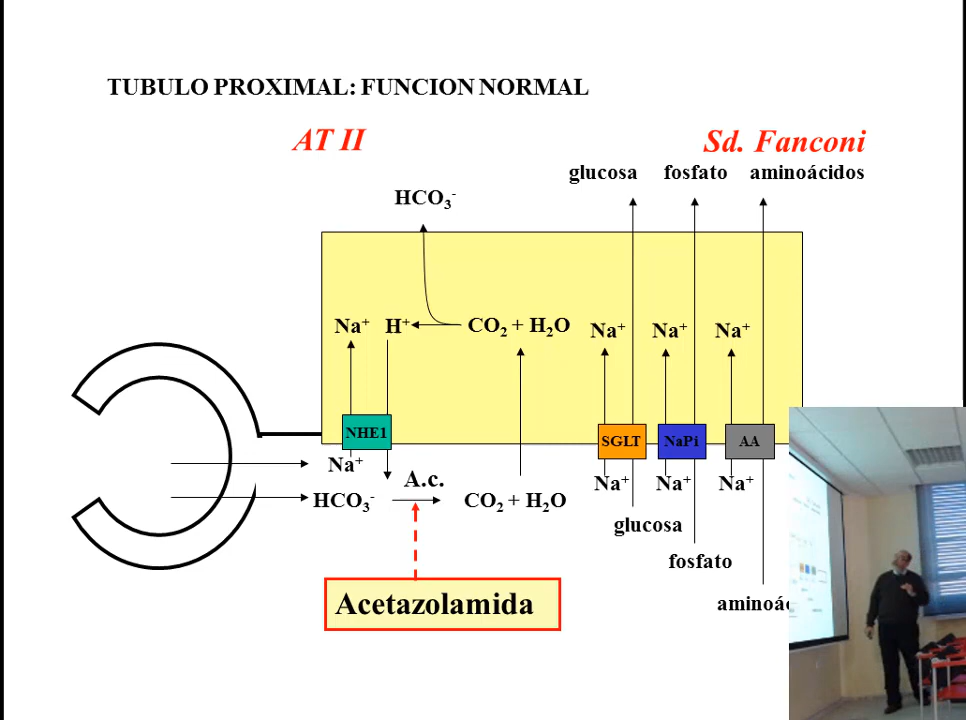 TUBULO PROXIMAL: FUNCION NORMAL
AT II
Sd. Fanconi
glucosa fosfato aminoácidos
HCO3-
Na+ H+ CO2 + H2O Na+ Na+ Na+
NHE1 SGLT NaPi AA
Na+
A.c. Na+ Na+ Na+
HCO3- CO2 + H2O
glucosa
fosfato
Acetazolamida
aminoác